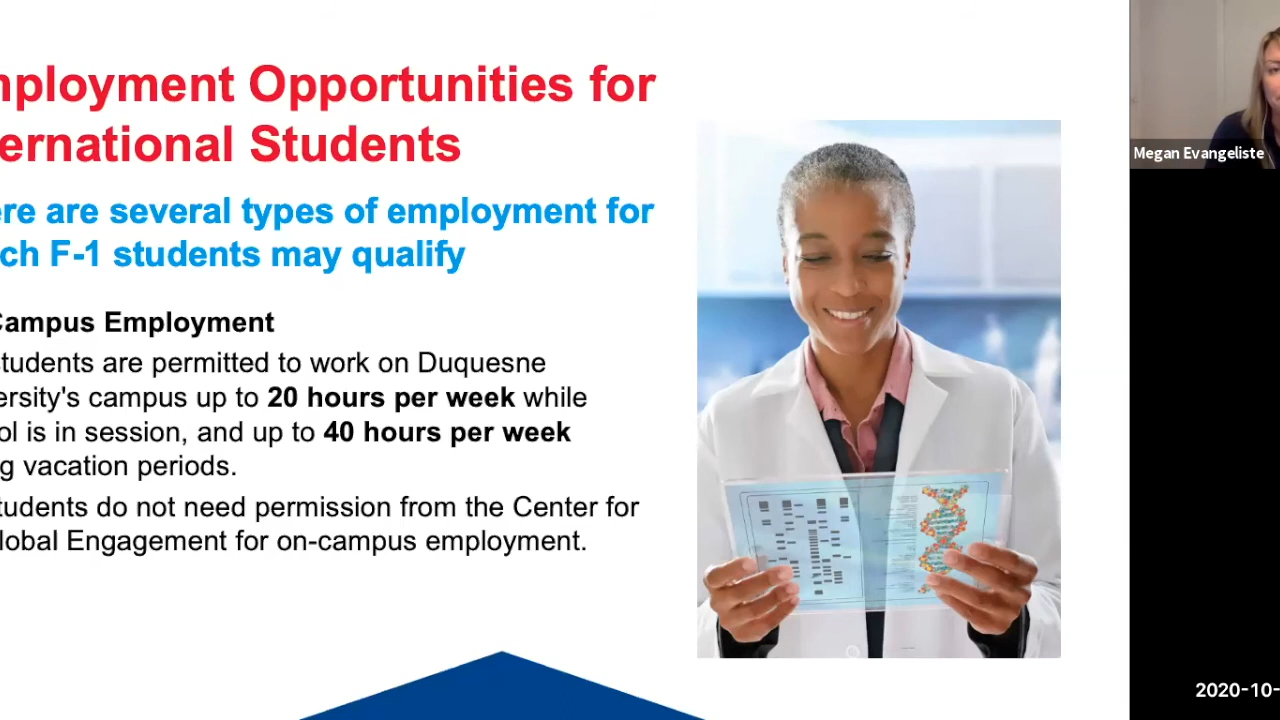 mployment Opportunities for
ernational Students
ere are several types of employment for
ch F-1 students may qualify
Campus Employment
tudents are permitted to work on Duquesne
ersity's campus up to 20 hours per week while
ol is in session, and up to 40 hours per week
g vacation periods.
tudents do not need permission from the Center for
lobal Engagement for on-campus employment.
Megan Evangeliste
2020-10-